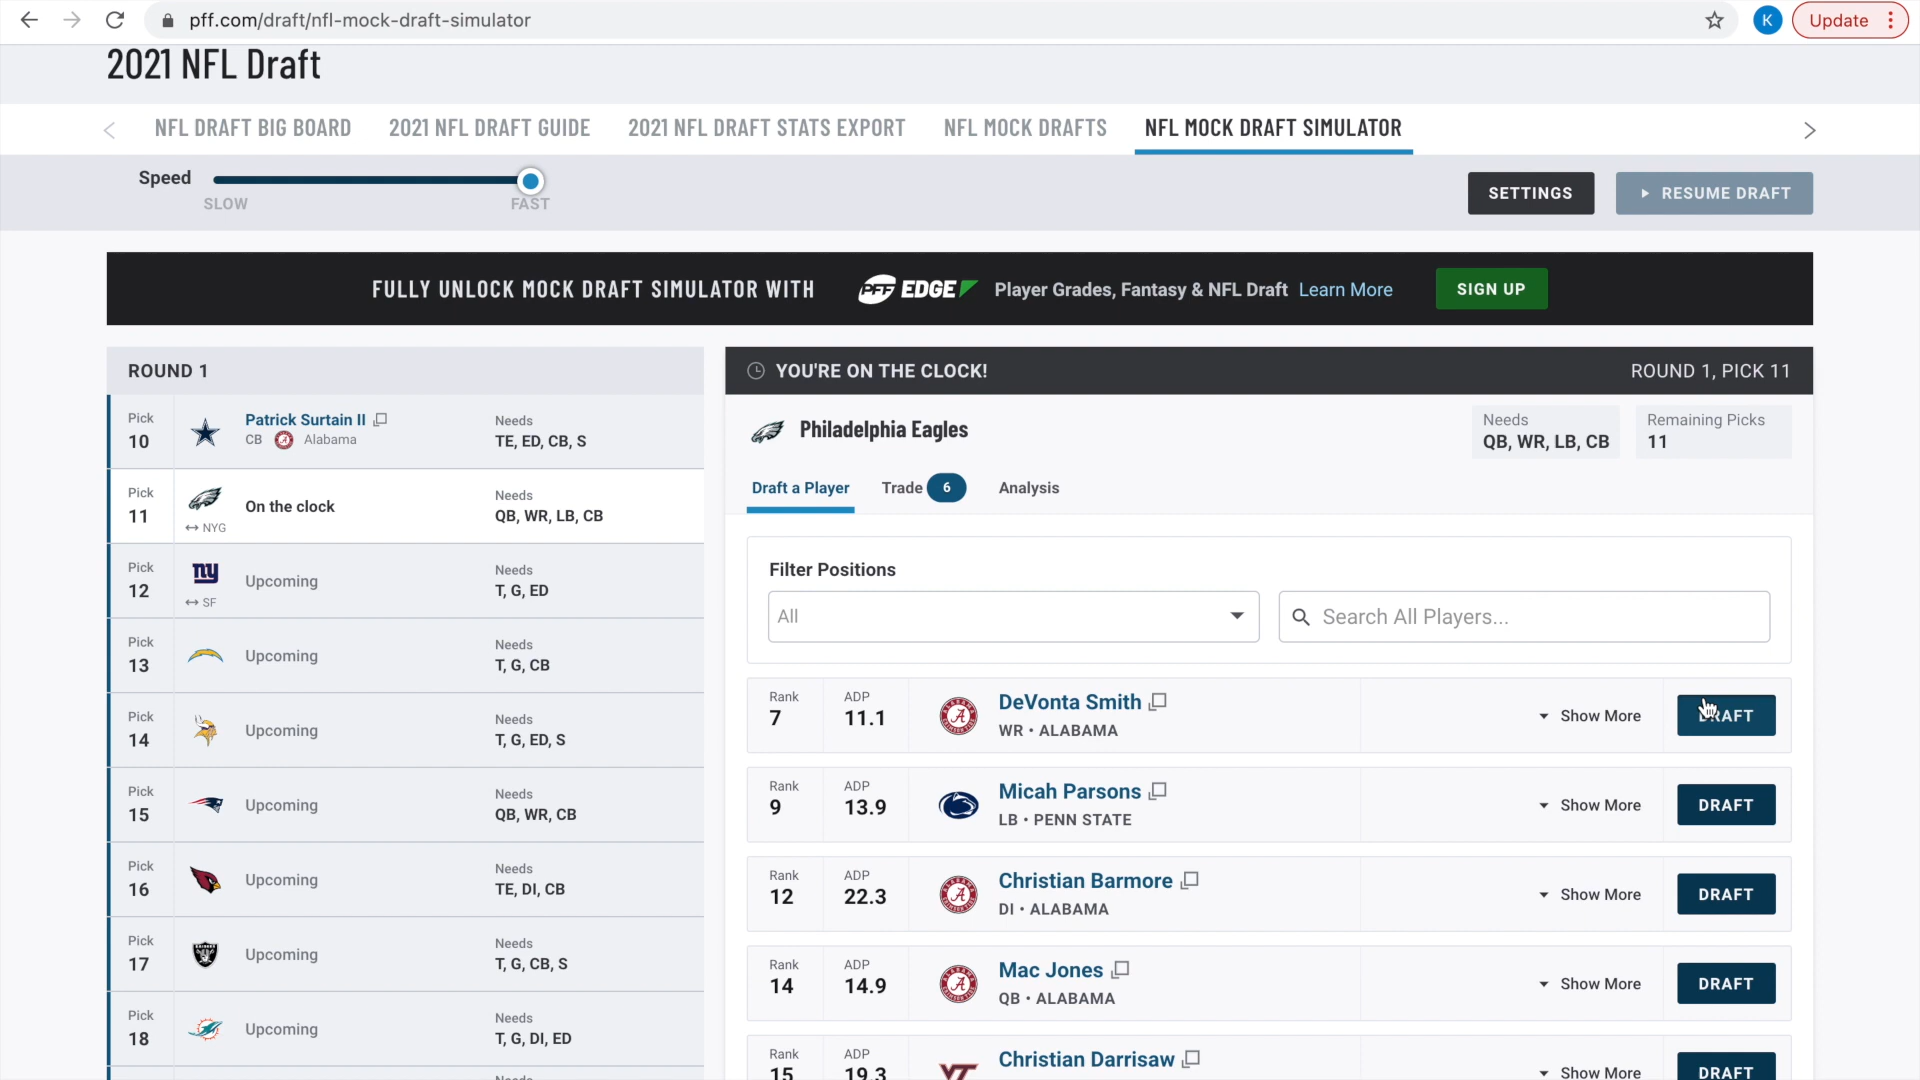 pff.com/draft/nfl-mock-draft-simulator
K
Update
2021 NFL Draft
NFL DRAFT BIG BOARD
2021 NFL DRAFT GUIDE
2021 NFL DRAFT STATS EXPORT
NFL MOCK DRAFTS
NFL MOCK DRAFT SIMULATOR
Speed
SLOW
FAST
SETTINGS
RESUME DRAFT
FULLY UNLOCK MOCK DRAFT SIMULATOR WITH
PFF EDGE
Player Grades, Fantasy & NFL Draft Learn More
SIGN UP
ROUND 1
Pick
10
Patrick Surtain II
CB Alabama
Needs
TE, ED, CB, S
Pick
11
↔ NYG
On the clock
Needs
QB, WR, LB, CB
Pick
12
ny
↔ SF
Upcoming
Needs
T, G, ED
Pick
13
Upcoming
Needs
T, G, CB
Pick
14
Upcoming
Needs
T, G, ED, S
Pick
15
Upcoming
Needs
QB, WR, CB
Pick
16
Upcoming
Needs
TE, DI, CB
Pick
17
Upcoming
Needs
T, G, CB, S
Pick
18
Upcoming
Needs
T, G, DI, ED
YOU'RE ON THE CLOCK!
ROUND 1, PICK 11
Philadelphia Eagles
Needs
QB, WR, LB, CB
Remaining Picks
11
Draft a Player
Trade 6
Analysis
Filter Positions
All
Search All Players...
Rank
7
ADP
11.1
DeVonta Smith
WR • ALABAMA
Show More
DRAFT
Rank
9
ADP
13.9
Micah Parsons
LB • PENN STATE
Show More
DRAFT
Rank
12
ADP
22.3
Christian Barmore
DI • ALABAMA
Show More
DRAFT
Rank
14
ADP
14.9
Mac Jones
QB • ALABAMA
Show More
DRAFT
Rank
15
ADP
19.3
VT
Christian Darrisaw
Show More
DRAFT